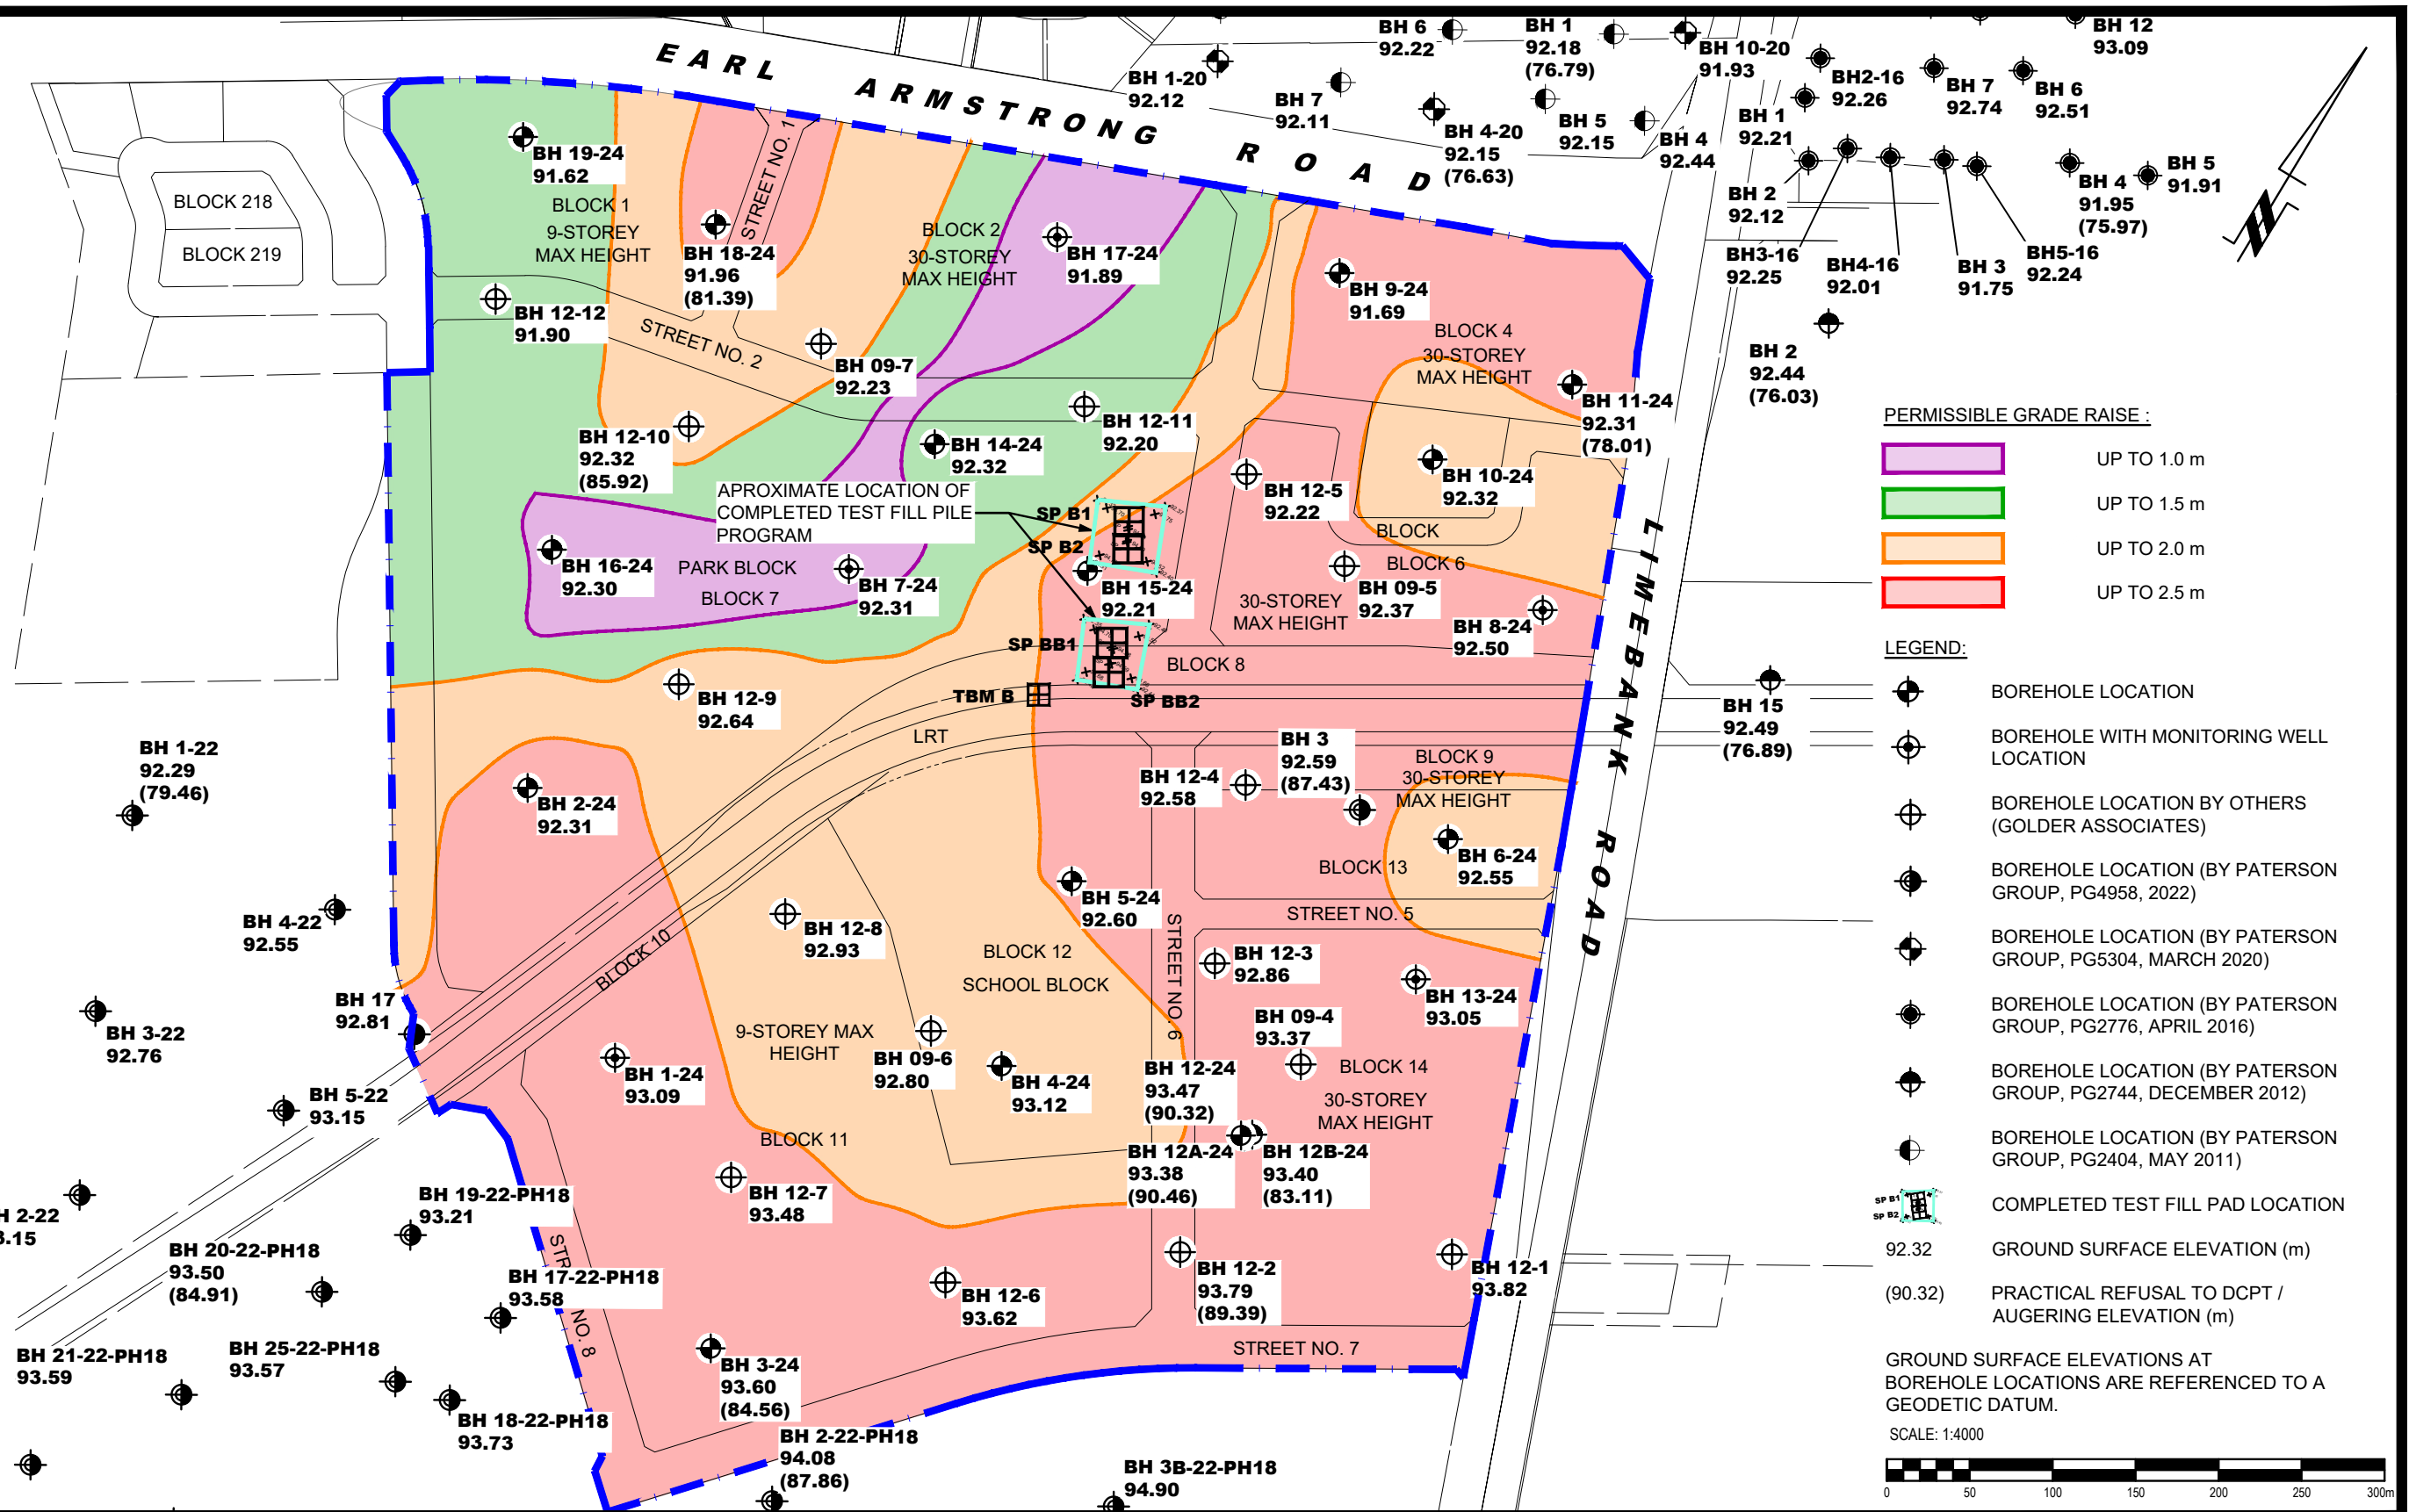 EARL ARMSTRONG ROAD
LIMEBANK ROAD
BH 6
92.22
BH 1
92.18
(76.79)
BH 10-20
91.93
BH 12
93.09
BH 1-20
92.12
BH 7
92.11
BH 4-20
92.15
(76.63)
BH 5
92.15
BH 4
92.44
BH 1
92.21
BH2-16
92.26
BH 7
92.74
BH 6
92.51
BH 2
92.12
BH3-16
92.25
BH4-16
92.01
BH 3
91.75
BH5-16
92.24
BH 4
91.95
(75.97)
BH 5
91.91
BH 2
92.44
(76.03)
BLOCK 218
BLOCK 219
BH 19-24
91.62
BLOCK 1
9-STOREY
MAX HEIGHT
STREET NO. 1
BH 18-24
91.96
(81.39)
BLOCK 2
30-STOREY
MAX HEIGHT
BH 17-24
91.89
BH 9-24
91.69
BLOCK 4
30-STOREY
MAX HEIGHT
BH 12-12
91.90
STREET NO. 2
BH 09-7
92.23
BH 11-24
92.31
(78.01)
BH 12-10
92.32
(85.92)
BH 14-24
92.32
BH 12-11
92.20
BH 12-5
92.22
BH 10-24
92.32
APROXIMATE LOCATION OF
COMPLETED TEST FILL PILE
PROGRAM
SP B1
SP B2
BLOCK
BLOCK 6
BH 16-24
92.30
PARK BLOCK
BLOCK 7
BH 7-24
92.31
BH 15-24
92.21
30-STOREY
MAX HEIGHT
BH 09-5
92.37
BH 8-24
92.50
SP BB1
BLOCK 8
TBM B
SP BB2
BH 12-9
92.64
LRT
BH 15
92.49
(76.89)
BH 1-22
92.29
(79.46)
BH 2-24
92.31
BH 12-4
92.58
BH 3
92.59
(87.43)
BLOCK 9
30-STOREY
MAX HEIGHT
BLOCK 13
BH 6-24
92.55
BH 4-22
92.55
BH 12-8
92.93
BH 5-24
92.60
STREET NO. 5
STREET NO. 6
BLOCK 10
BLOCK 12
SCHOOL BLOCK
BH 12-3
92.86
BH 13-24
93.05
BH 17
92.81
BH 3-22
92.76
9-STOREY MAX
HEIGHT
BH 09-6
92.80
BH 09-4
93.37
BH 1-24
93.09
BH 4-24
93.12
BH 12-24
93.47
(90.32)
BLOCK 14
30-STOREY
MAX HEIGHT
BH 5-22
93.15
BLOCK 11
BH 12A-24
93.38
(90.46)
BH 12B-24
93.40
(83.11)
BH 12-7
93.48
BH 19-22-PH18
93.21
H 2-22
3.15
BH 20-22-PH18
93.50
(84.91)
BH 17-22-PH18
93.58
STR NO. 8
BH 12-6
93.62
BH 12-2
93.79
(89.39)
BH 12-1
93.82
BH 21-22-PH18
93.59
BH 25-22-PH18
93.57
BH 3-24
93.60
(84.56)
STREET NO. 7
BH 18-22-PH18
93.73
BH 2-22-PH18
94.08
(87.86)
BH 3B-22-PH18
94.90
PERMISSIBLE GRADE RAISE :
UP TO 1.0 m
UP TO 1.5 m
UP TO 2.0 m
UP TO 2.5 m
LEGEND:
BOREHOLE LOCATION
BOREHOLE WITH MONITORING WELL
LOCATION
BOREHOLE LOCATION BY OTHERS
(GOLDER ASSOCIATES)
BOREHOLE LOCATION (BY PATERSON
GROUP, PG4958, 2022)
BOREHOLE LOCATION (BY PATERSON
GROUP, PG5304, MARCH 2020)
BOREHOLE LOCATION (BY PATERSON
GROUP, PG2776, APRIL 2016)
BOREHOLE LOCATION (BY PATERSON
GROUP, PG2744, DECEMBER 2012)
BOREHOLE LOCATION (BY PATERSON
GROUP, PG2404, MAY 2011)
SP B1
SP B2
COMPLETED TEST FILL PAD LOCATION
92.32 GROUND SURFACE ELEVATION (m)
(90.32) PRACTICAL REFUSAL TO DCPT /
AUGERING ELEVATION (m)
GROUND SURFACE ELEVATIONS AT
BOREHOLE LOCATIONS ARE REFERENCED TO A
GEODETIC DATUM.
SCALE: 1:4000
0 50 100 150 200 250 300m